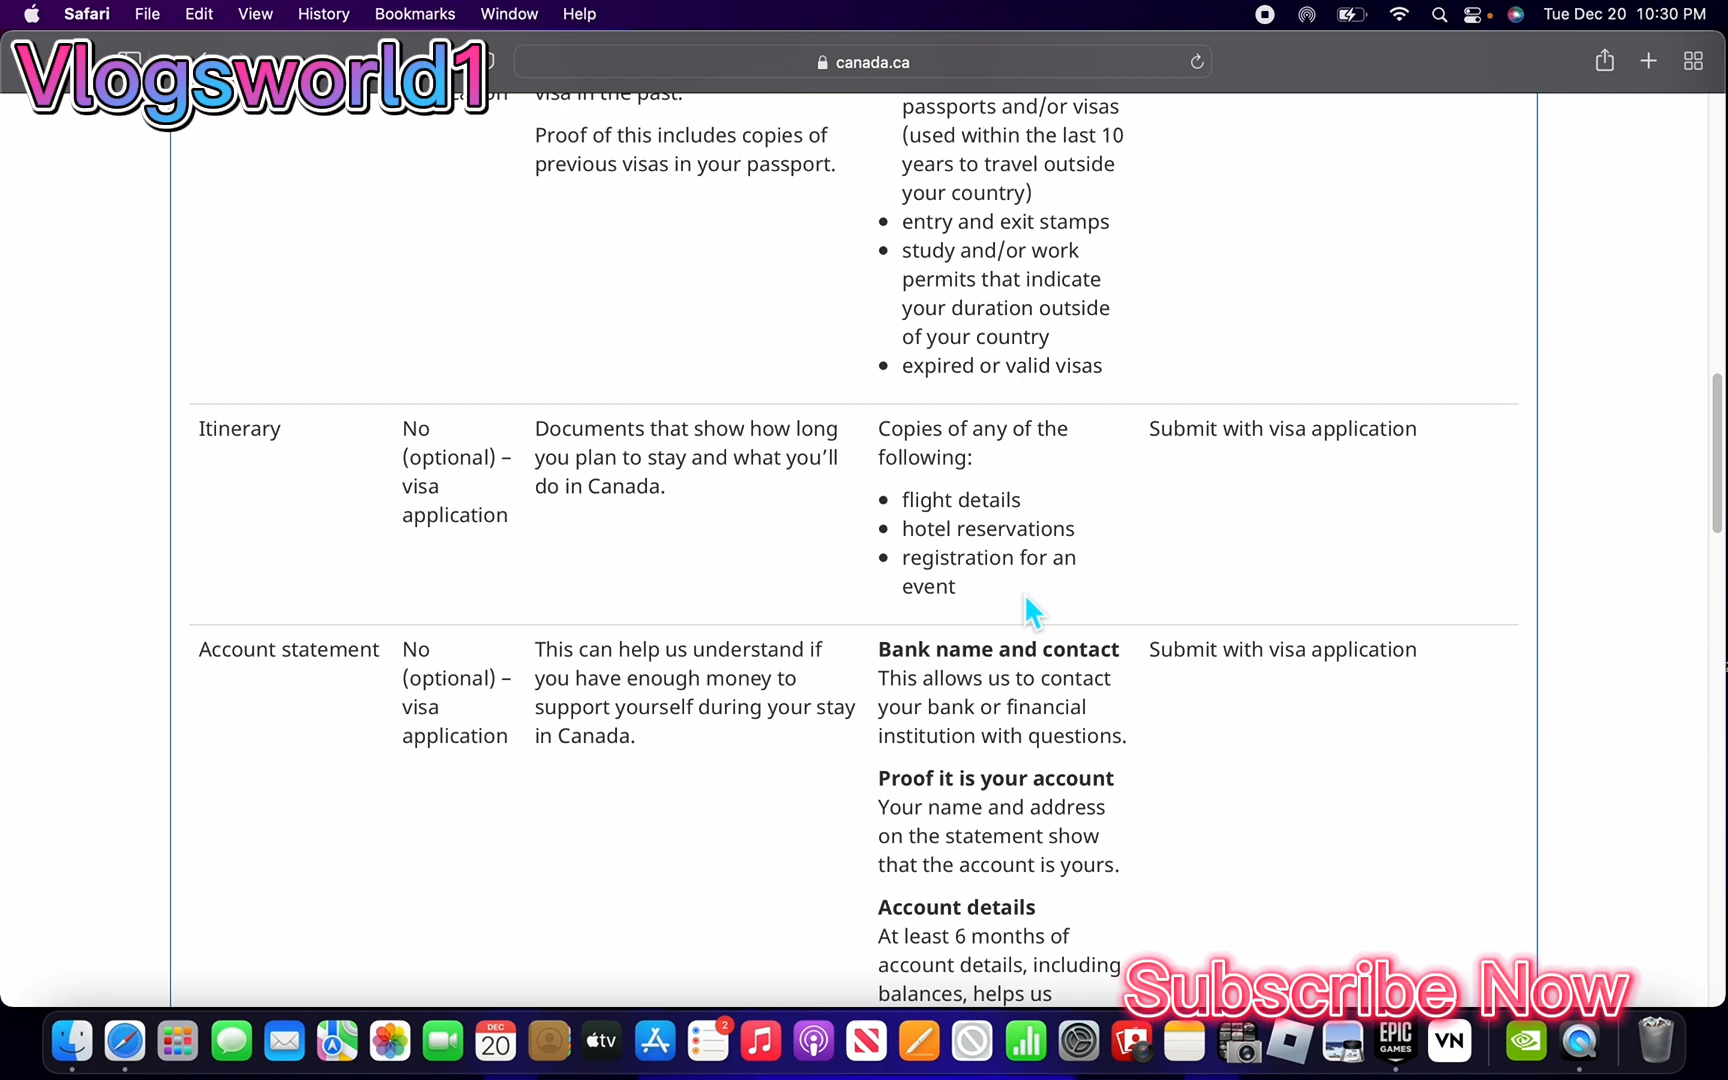 Safari File Edit View History Bookmarks Window Help Tue Dec 20 10:30 PM
Vlogsworld1
canada.ca
visa in the past.
Proof of this includes copies of
previous visas in your passport.
passports and/or visas
(used within the last 10
years to travel outside
your country)
• entry and exit stamps
• study and/or work
permits that indicate
your duration outside
of your country
• expired or valid visas
Itinerary
No
(optional) –
visa
application
Documents that show how long
you plan to stay and what you’ll
do in Canada.
Copies of any of the
following:
• flight details
• hotel reservations
• registration for an
event
Submit with visa application
Account statement
No
(optional) –
visa
application
This can help us understand if
you have enough money to
support yourself during your stay
in Canada.
Bank name and contact
This allows us to contact
your bank or financial
institution with questions.
Proof it is your account
Your name and address
on the statement show
that the account is yours.
Account details
At least 6 months of
account details, including
balances, helps us
Submit with visa application
Subscribe Now
2
DEC
20
tv
EPIC
GAMES
VN